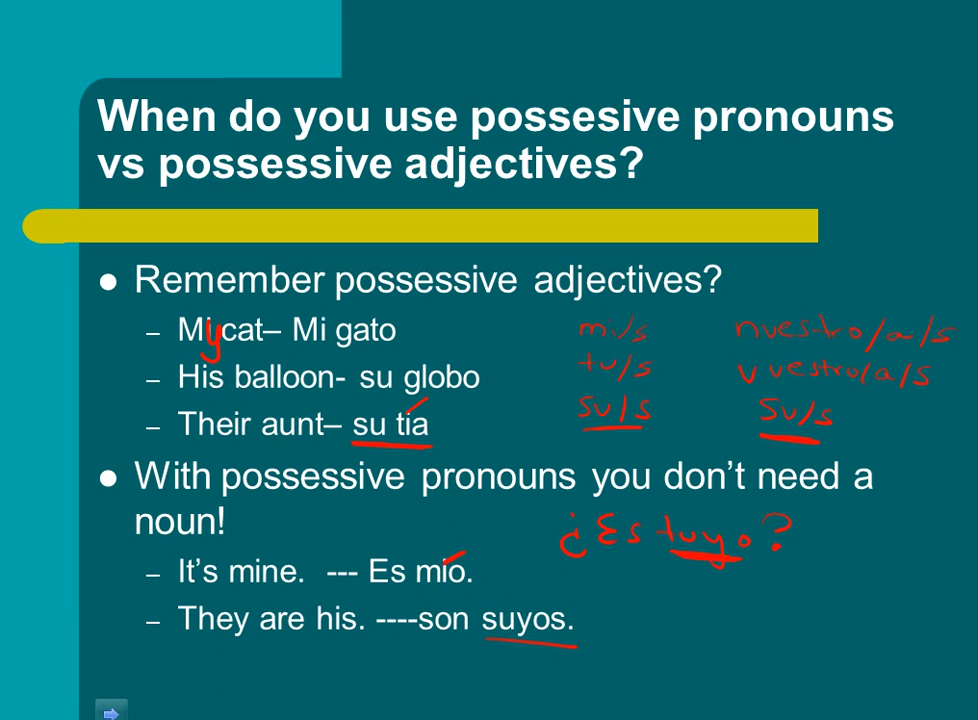 When do you use possesive pronouns
vs possessive adjectives?
Remember possessive adjectives?
– My cat– Mi gato
mi/s nuestro/a/s
– His balloon- su globo
tu/s vuestro/a/s
– Their aunt– su tía
su/s su/s
With possessive pronouns you don't need a
noun!
¿Es tuyo?
– It's mine. --- Es mío.
– They are his. ----son suyos.